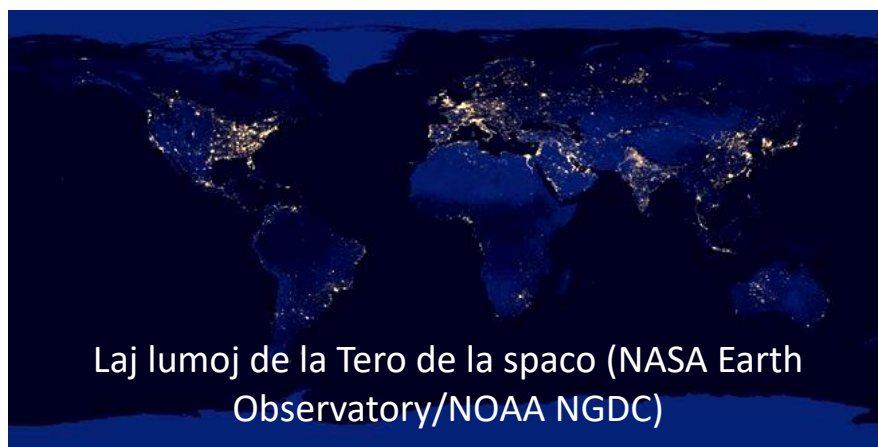 Laj lumoj de la Tero de la spaco (NASA Earth
Observatory/NOAA NGDC)